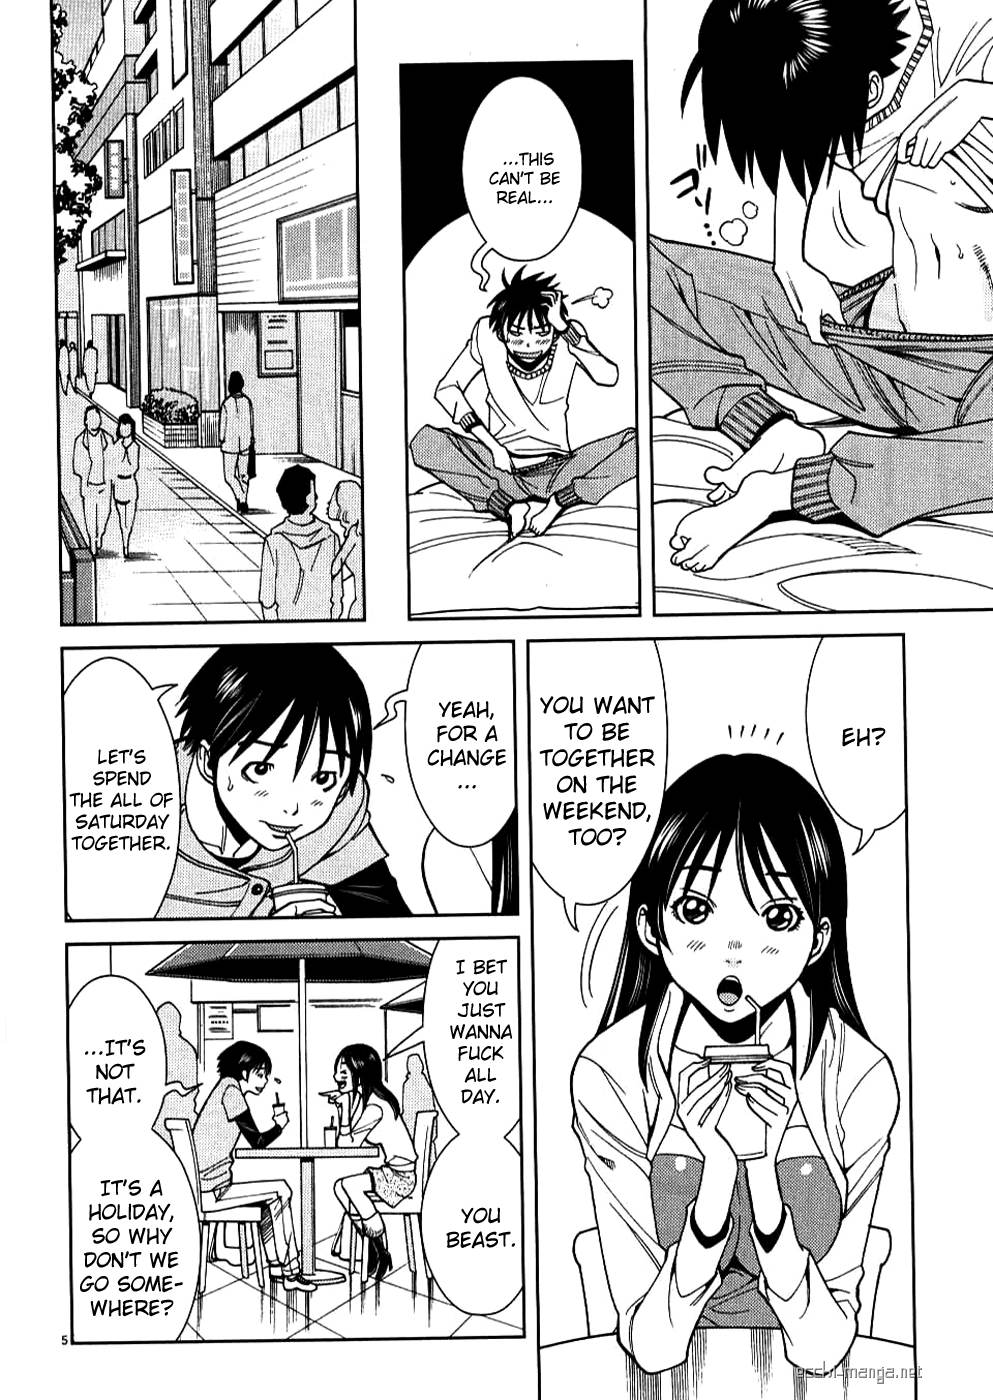 ...THIS
CAN'T BE
REAL...
EH?
YOU WANT
TO BE
TOGETHER
ON THE
WEEKEND,
TOO?
YEAH,
FOR A
CHANGE
...
LET'S
SPEND
THE ALL OF
SATURDAY
TOGETHER.
I BET
YOU
JUST
WANNA
FUCK
ALL
DAY.
YOU
BEAST.
...IT'S
NOT
THAT.
IT'S A
HOLIDAY,
SO WHY
DON'T WE
GO SOME-
WHERE?
5
ecchi-manga.net